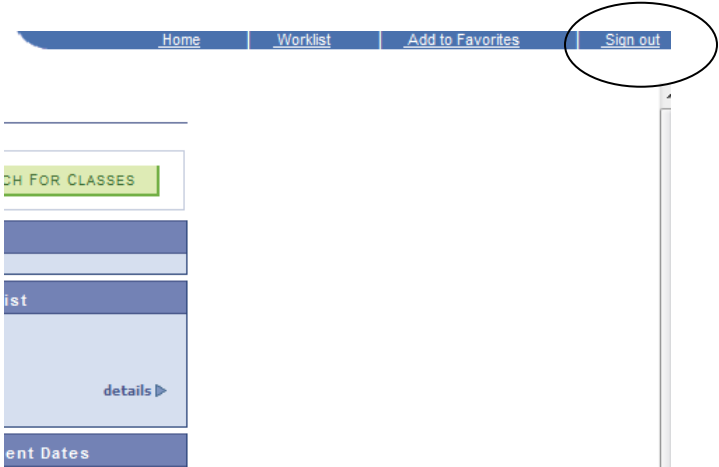 Home Worklist Add to Favorites Sign out
CH FOR CLASSES
ist
details
ent Dates